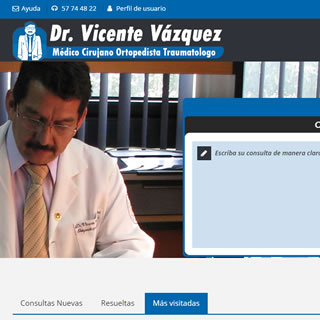 Ayuda 57 74 48 22 Perfil de usuario
Dr. Vicente Vázquez
Médico Cirujano Ortopedista Traumatologo
Escriba su consulta de manera clar
Consultas Nuevas Resueltas Más visitadas